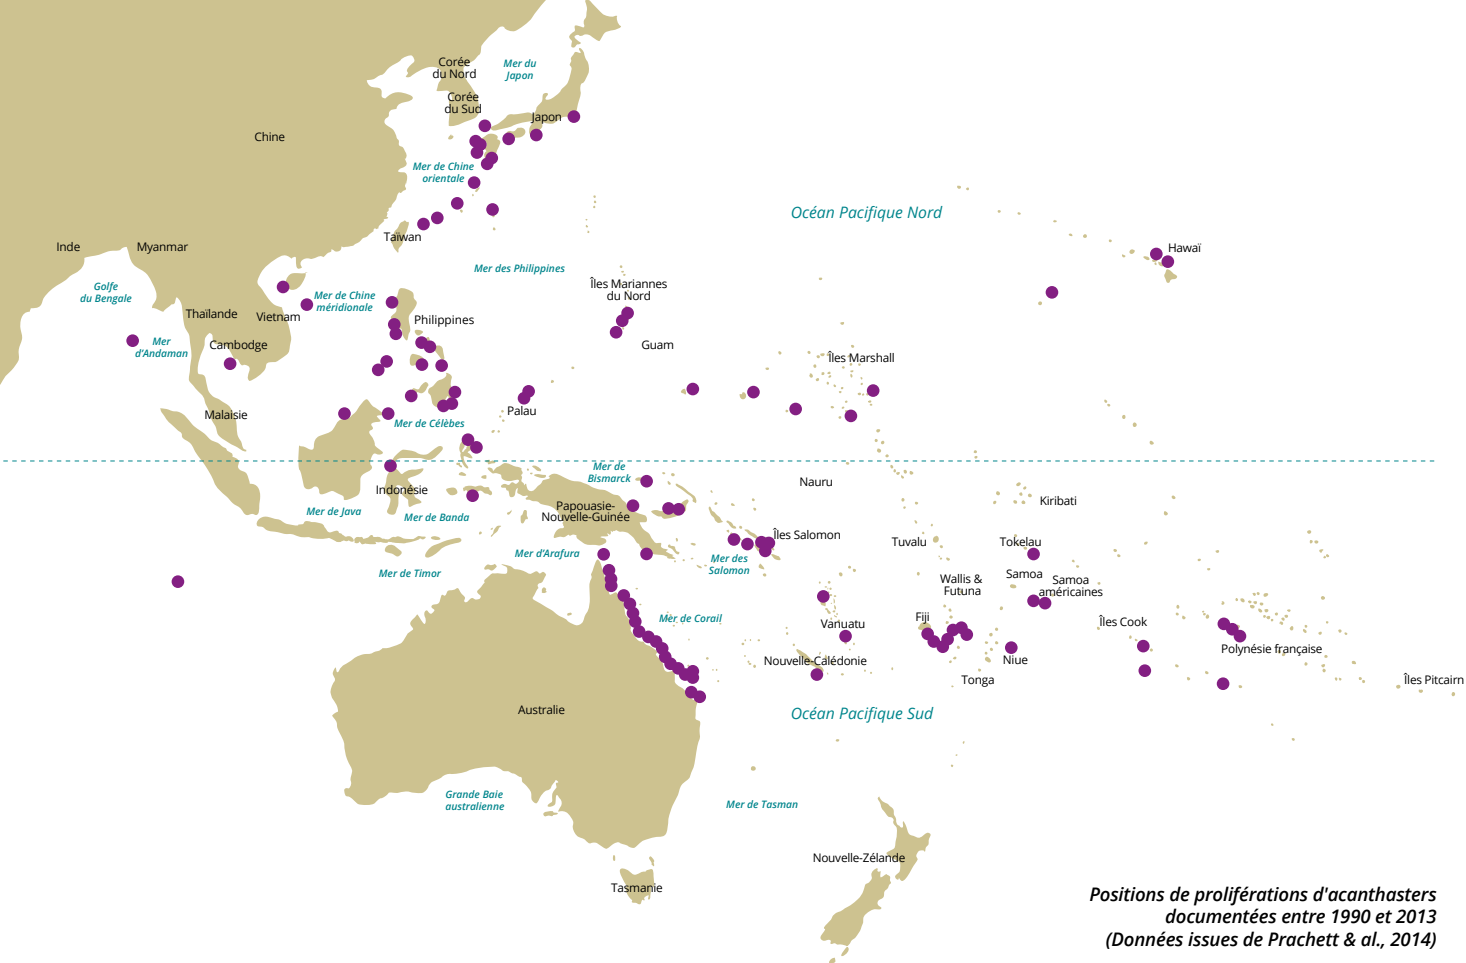 Corée
du Nord
Mer du
Japon
Corée
du Sud
Japon
Chine
Mer de Chine
orientale
Océan Pacifique Nord
Taïwan
Inde
Myanmar
Hawaï
Mer des Philippines
Golfe
du Bengale
Îles Mariannes
du Nord
Mer de Chine
méridionale
Thaïlande
Vietnam
Philippines
Mer
d'Andaman
Cambodge
Guam
Îles Marshall
Malaisie
Palau
Mer de Célèbes
Mer de
Bismarck
Nauru
Indonésie
Kiribati
Papouasie-
Nouvelle-Guinée
Mer de Java
Mer de Banda
Îles Salomon
Tuvalu
Tokelau
Mer d'Arafura
Mer des
Salomon
Mer de Timor
Wallis &
Futuna
Samoa
Samoa
américaines
Mer de Corail
Vanuatu
Fiji
Îles Cook
Polynésie française
Nouvelle-Calédonie
Niue
Tonga
Îles Pitcairn
Australie
Océan Pacifique Sud
Grande Baie
australienne
Mer de Tasman
Nouvelle-Zélande
Tasmanie
Positions de proliférations d'acanthasters
documentées entre 1990 et 2013
(Données issues de Prachett & al., 2014)